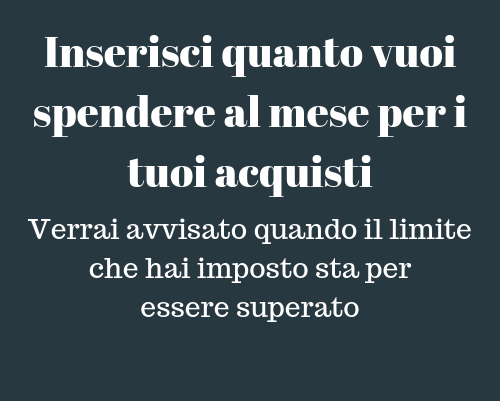 Inserisci quanto vuoi
spendere al mese per i
tuoi acquisti
Verrai avvisato quando il limite
che hai imposto sta per
essere superato